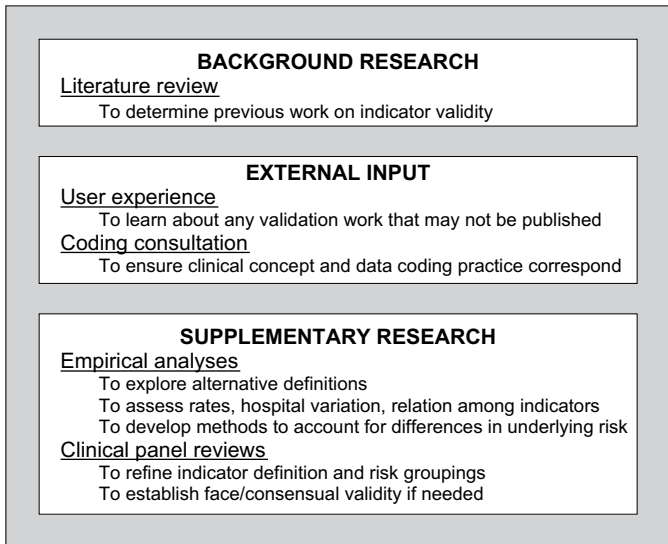 BACKGROUND RESEARCH
Literature review
To determine previous work on indicator validity
EXTERNAL INPUT
User experience
To learn about any validation work that may not be published
Coding consultation
To ensure clinical concept and data coding practice correspond
SUPPLEMENTARY RESEARCH
Empirical analyses
To explore alternative definitions
To assess rates, hospital variation, relation among indicators
To develop methods to account for differences in underlying risk
Clinical panel reviews
To refine indicator definition and risk groupings
To establish face/consensual validity if needed